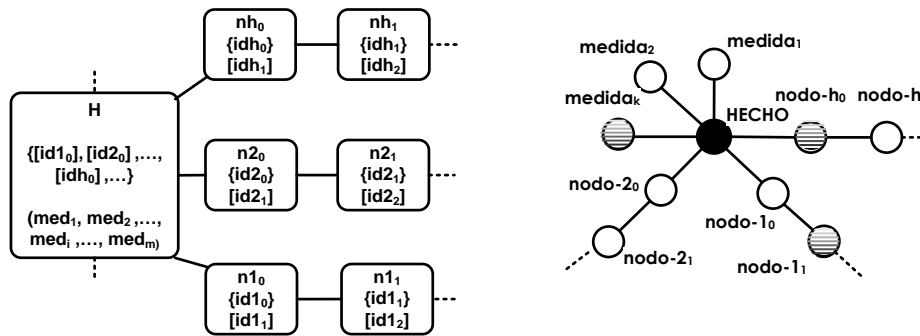 nh₀
{idh₀}
[idh₁]
nh₁
{idh₁}
[idh₂]
H
{[id1₀], [id2₀] ,…,
[idh₀] ,…}
(med₁, med₂ ,…,
medᵢ ,…, medₘ)
n2₀
{id2₀}
[id2₁]
n2₁
{id2₁}
[id2₂]
n1₀
{id1₀}
[id1₁]
n1₁
{id1₁}
[id1₂]
medida₂
medida₁
medidaₖ
HECHO
nodo-h₀
nodo-h
nodo-2₀
nodo-1₀
nodo-2₁
nodo-1₁